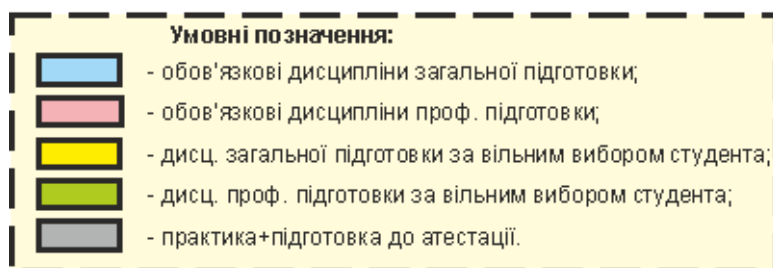 Умовні позначення:
- обов'язкові дисципліни загальної підготовки;
- обов'язкові дисципліни проф. підготовки;
- дисц. загальної підготовки за вільним вибором студента;
- дисц. проф. підготовки за вільним вибором студента;
- практика+підготовка до атестації.